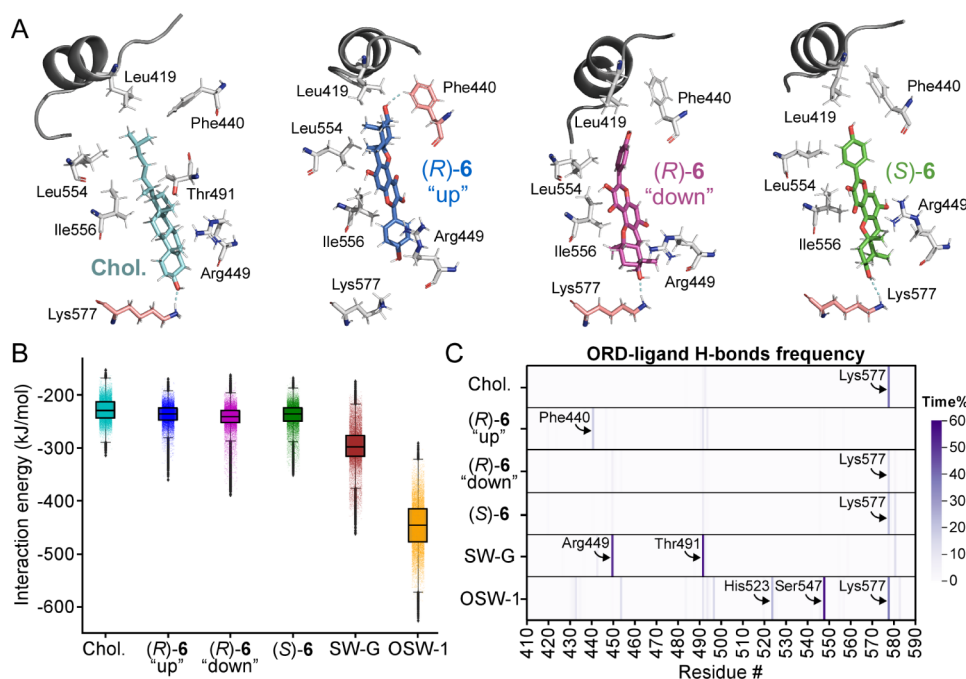 A
Leu419
Phe440
Leu554
Thr491
Ile556
Chol.
Arg449
Lys577
Leu419
Phe440
Leu554
(R)-6
"up"
Ile556
Arg449
Lys577
Phe440
Leu419
Leu554
(R)-6
"down"
Ile556
Arg449
Lys577
Leu419
Phe440
Leu554
(S)-6
Arg449
Ile556
Lys577
B
Interaction energy (kJ/mol)
-200
-300
-400
-500
-600
Chol.
(R)-6
"up"
(R)-6
"down"
(S)-6
SW-G
OSW-1
C
ORD-ligand H-bonds frequency
Chol.
Lys577
(R)-6
"up"
Phe440
(R)-6
"down"
Lys577
(S)-6
Lys577
SW-G
Arg449
Thr491
OSW-1
His523
Ser547
Lys577
410
420
430
440
450
460
470
480
490
500
510
520
530
540
550
560
570
580
590
Residue #
Time%
60
50
40
30
20
10
0